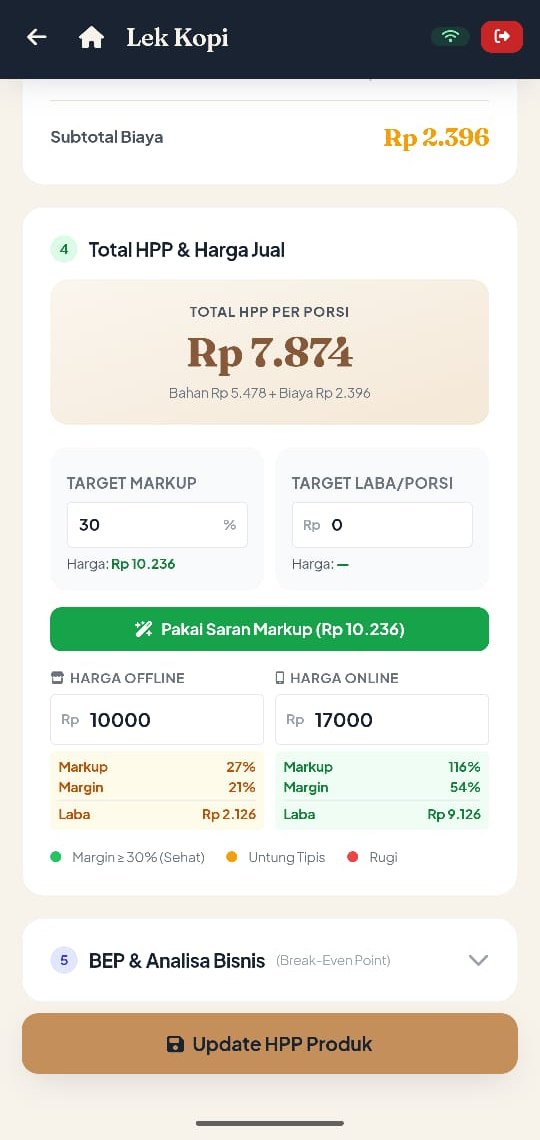 Lek Kopi
Subtotal Biaya Rp 2.396
4 Total HPP & Harga Jual
TOTAL HPP PER PORSI
Rp 7.874
Bahan Rp 5.478 + Biaya Rp 2.396
TARGET MARKUP TARGET LABA/PORSI
30 % Rp 0
Harga: Rp 10.236 Harga: —
Pakai Saran Markup (Rp 10.236)
HARGA OFFLINE HARGA ONLINE
Rp 10000 Rp 17000
Markup 27% Markup 116%
Margin 21% Margin 54%
Laba Rp 2.126 Laba Rp 9.126
Margin ≥ 30% (Sehat) Untung Tipis Rugi
5 BEP & Analisa Bisnis (Break-Even Point)
Update HPP Produk